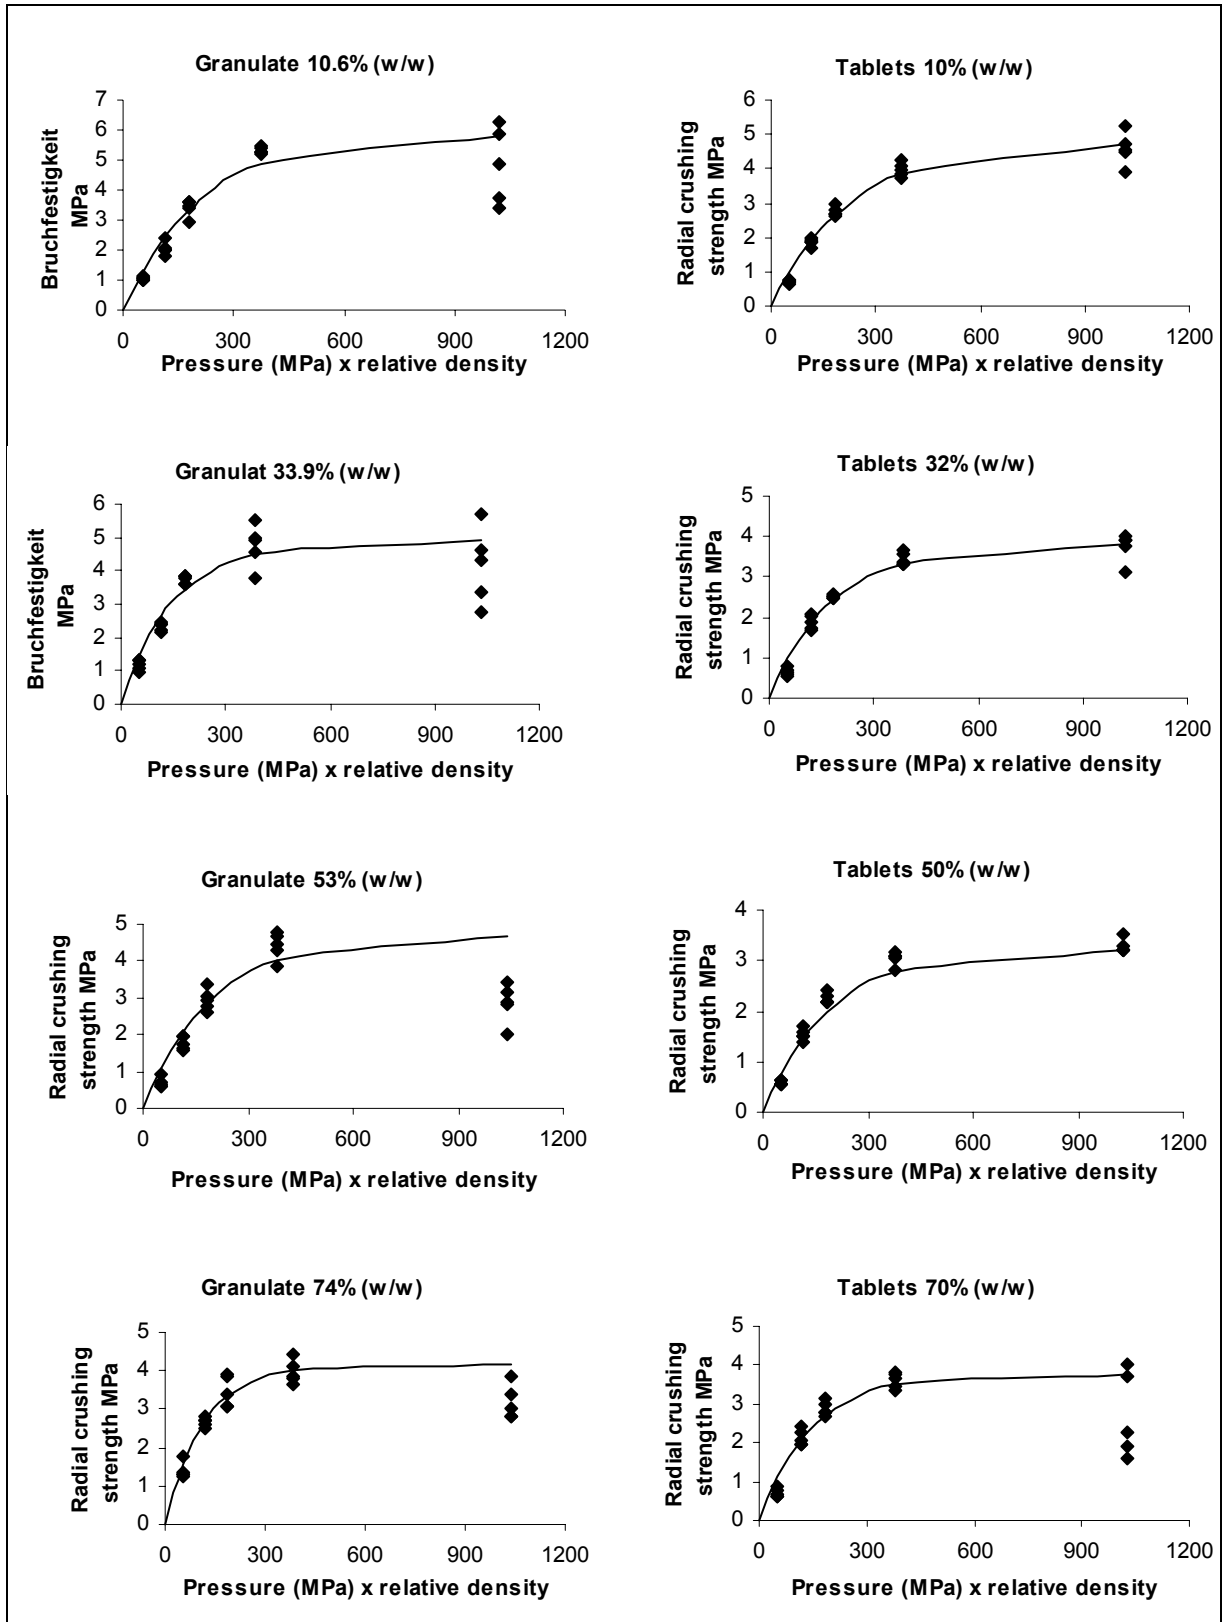 Granulate 10.6% (w/w)
Bruchfestigkeit
MPa
7
6
5
4
3
2
1
0
0 300 600 900 1200
Pressure (MPa) x relative density
Tablets 10% (w/w)
Radial crushing
strength MPa
6
5
4
3
2
1
0
0 300 600 900 1200
Pressure (MPa) x relative density
Granulat 33.9% (w/w)
Bruchfestigkeit
MPa
6
5
4
3
2
1
0
0 300 600 900 1200
Pressure (MPa) x relative density
Tablets 32% (w/w)
Radial crushing
strength MPa
5
4
3
2
1
0
0 300 600 900 1200
Pressure (MPa) x relative density
Granulate 53% (w/w)
Radial crushing
strength MPa
5
4
3
2
1
0
0 300 600 900 1200
Pressure (MPa) x relative density
Tablets 50% (w/w)
Radial crushing
strength MPa
4
3
2
1
0
0 300 600 900 1200
Pressure (MPa) x relative density
Granulate 74% (w/w)
Radial crushing
strength MPa
5
4
3
2
1
0
0 300 600 900 1200
Pressure (MPa) x relative density
Tablets 70% (w/w)
Radial crushing
strength MPa
5
4
3
2
1
0
0 300 600 900 1200
Pressure (MPa) x relative density